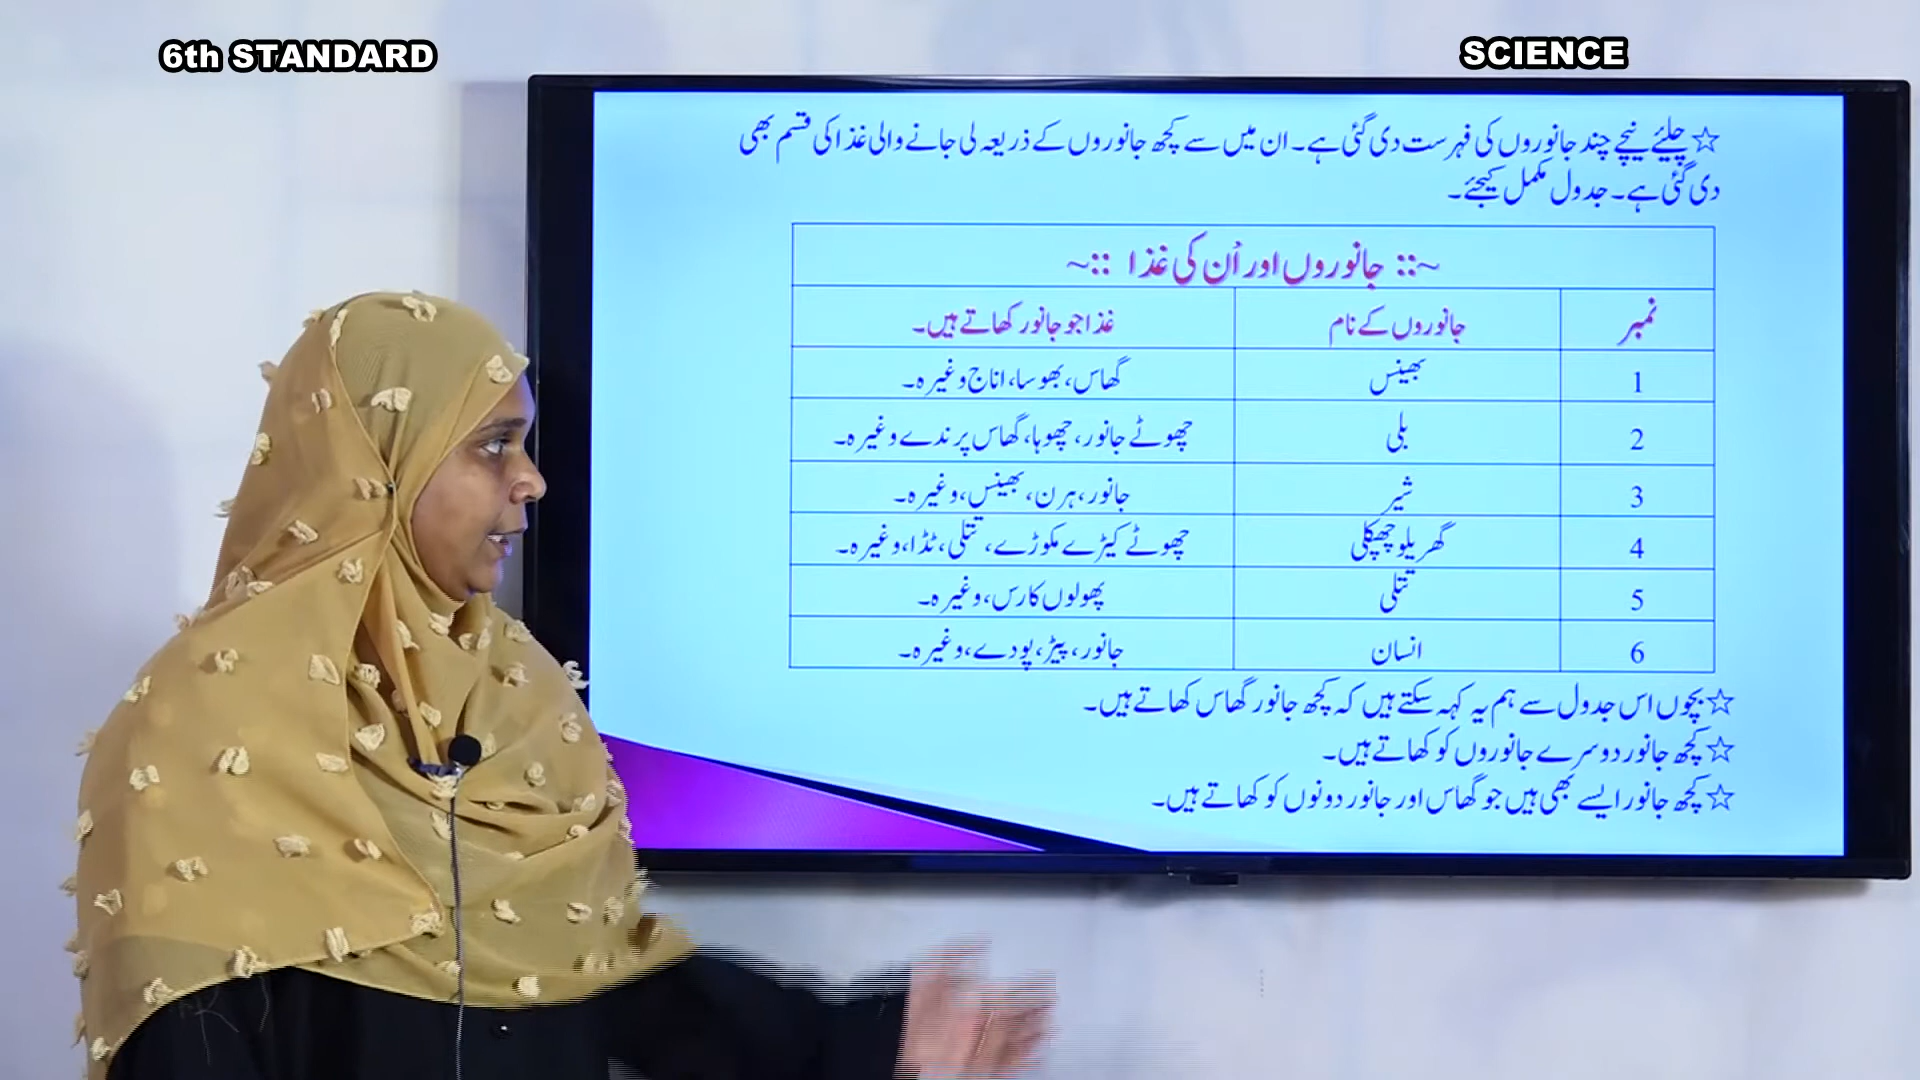 6th STANDARD
SCIENCE
☆ چلیئے نیچے چند جانوروں کی فہرست دی گئی ہے۔ ان میں سے کچھ جانوروں کے ذریعہ لی جانے والی غذا کی قسم بھی
دی گئی ہے۔ جدول مکمل کیجئے۔
~:: جانوروں اور اُن کی غذا ::~
نمبر جانوروں کے نام غذا جو جانور کھاتے ہیں۔
1 بھینس گھاس، بھوسا، اناج وغیرہ۔
2 بلی چھوٹے جانور، چھوہا، گھاس پرندے وغیرہ۔
3 شیر جانور، ہرن، بھینس، وغیرہ۔
4 گھریلو چھپکلی چھوٹے کیڑے مکوڑے، تتلی، ٹڈا، وغیرہ۔
5 تتلی پھولوں کا رس، وغیرہ۔
6 انسان جانور، پیڑ، پودے، وغیرہ۔
☆ بچوں اس جدول سے ہم یہ کہہ سکتے ہیں کہ کچھ جانور گھاس کھاتے ہیں۔
☆ کچھ جانور دوسرے جانوروں کو کھاتے ہیں۔
☆ کچھ جانور ایسے بھی ہیں جو گھاس اور جانور دونوں کو کھاتے ہیں۔